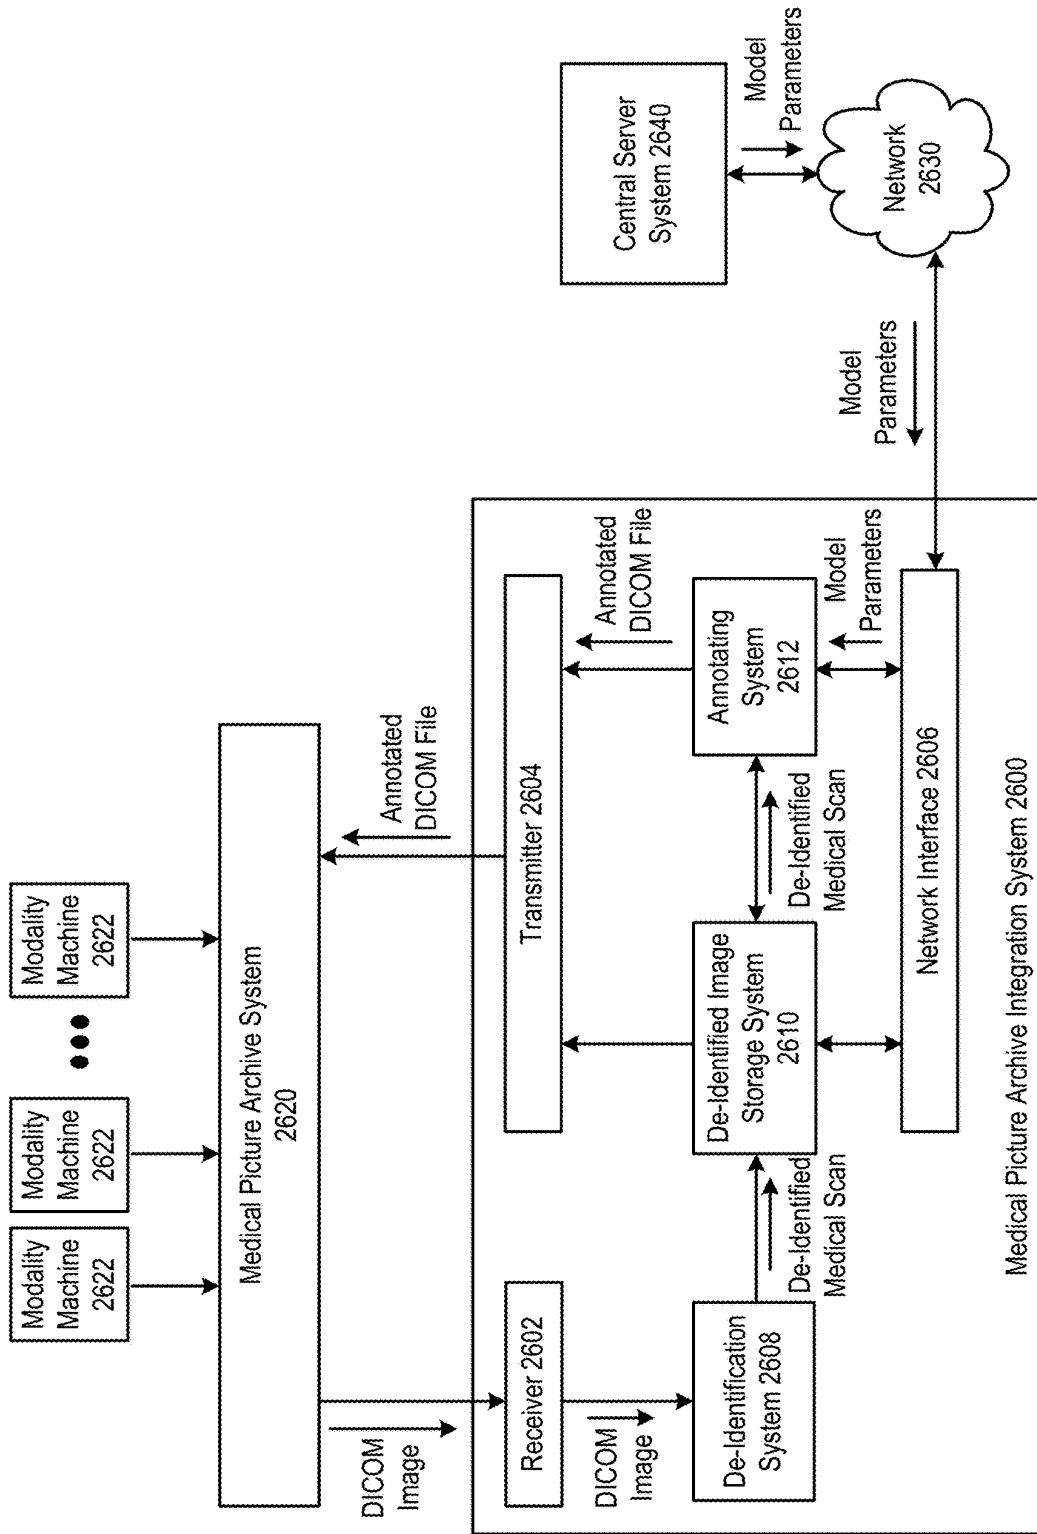 Modality
Machine
2622
Modality
Machine
2622
Modality
Machine
2622
Medical Picture Archive System
2620
DICOM
Image
Annotated
DICOM File
Receiver 2602
Transmitter 2604
DICOM
Image
Annotated
DICOM File
De-Identification
System 2608
De-Identified
Medical Scan
De-Identified Image
Storage System
2610
De-Identified
Medical Scan
Annotating
System
2612
Model
Parameters
Network Interface 2606
Medical Picture Archive Integration System 2600
Model
Parameters
Central Server
System 2640
Model
Parameters
Network
2630